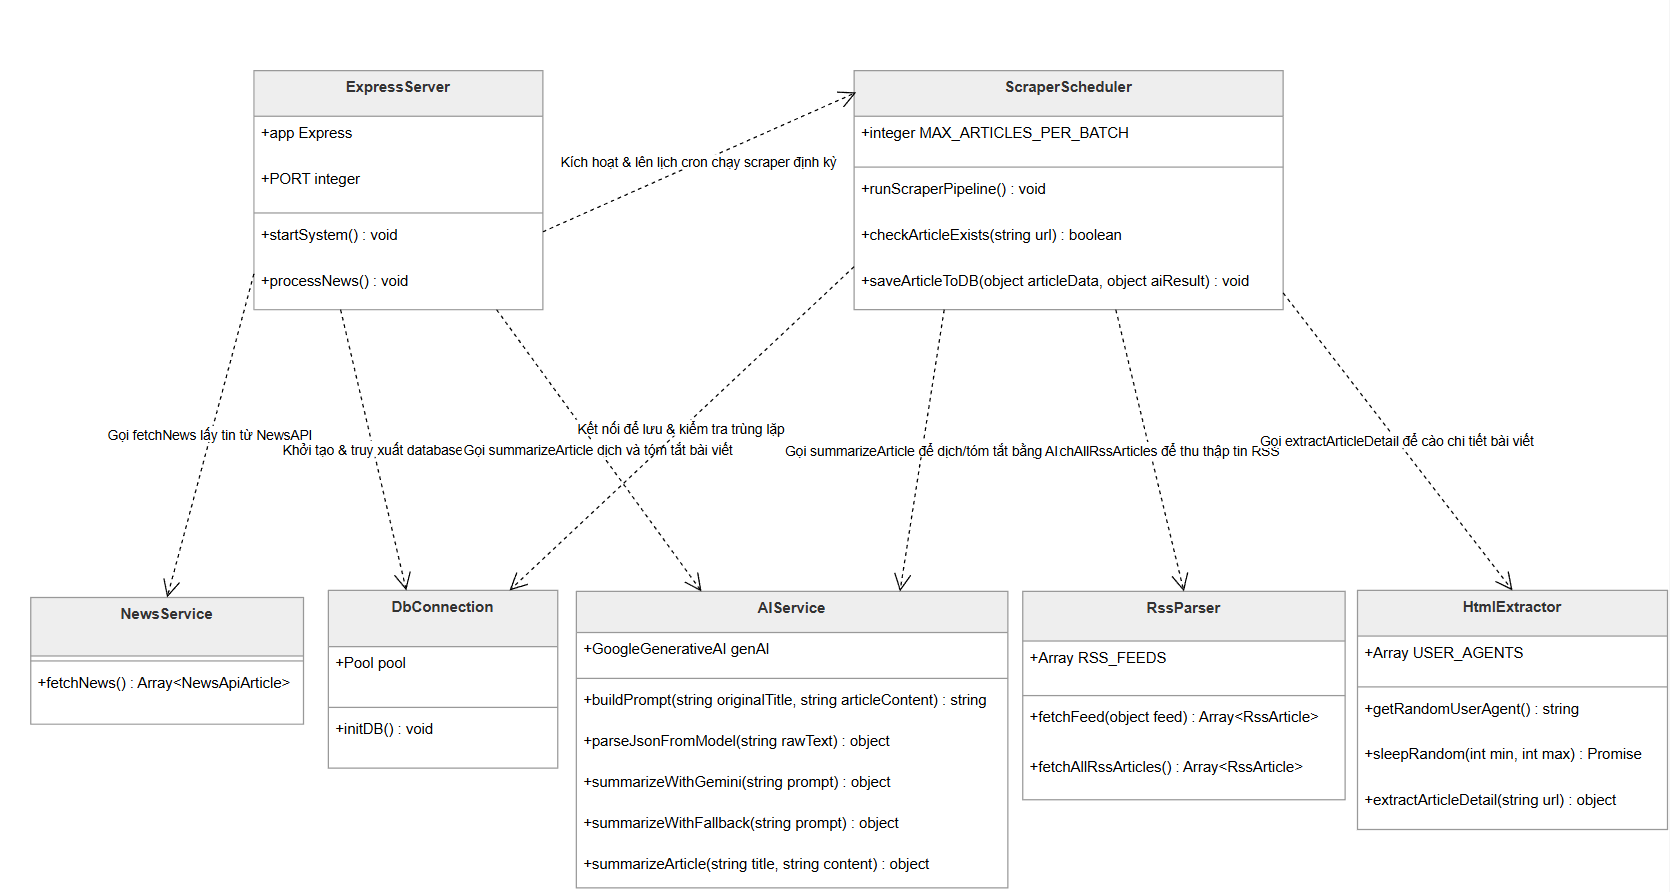 ExpressServer
+app Express
+PORT integer
+startSystem() : void
+processNews() : void
ScraperScheduler
+integer MAX_ARTICLES_PER_BATCH
+runScraperPipeline() : void
+checkArticleExists(string url) : boolean
+saveArticleToDB(object articleData, object aiResult) : void
Kích hoạt & lên lịch cron chạy scraper định kỳ
Gọi fetchNews lấy tin từ NewsAPI
Khởi tạo & truy xuất database
Gọi summarizeArticle dịch và tóm tắt bài viết
Kết nối để lưu & kiểm tra trùng lặp
Gọi summarizeArticle để dịch/tóm tắt bằng AI
chAllRssArticles để thu thập tin RSS
Gọi extractArticleDetail để cào chi tiết bài viết
NewsService
+fetchNews() : Array<NewsApiArticle>
DbConnection
+Pool pool
+initDB() : void
AIService
+GoogleGenerativeAI genAI
+buildPrompt(string originalTitle, string articleContent) : string
+parseJsonFromModel(string rawText) : object
+summarizeWithGemini(string prompt) : object
+summarizeWithFallback(string prompt) : object
+summarizeArticle(string title, string content) : object
RssParser
+Array RSS_FEEDS
+fetchFeed(object feed) : Array<RssArticle>
+fetchAllRssArticles() : Array<RssArticle>
HtmlExtractor
+Array USER_AGENTS
+getRandomUserAgent() : string
+sleepRandom(int min, int max) : Promise
+extractArticleDetail(string url) : object